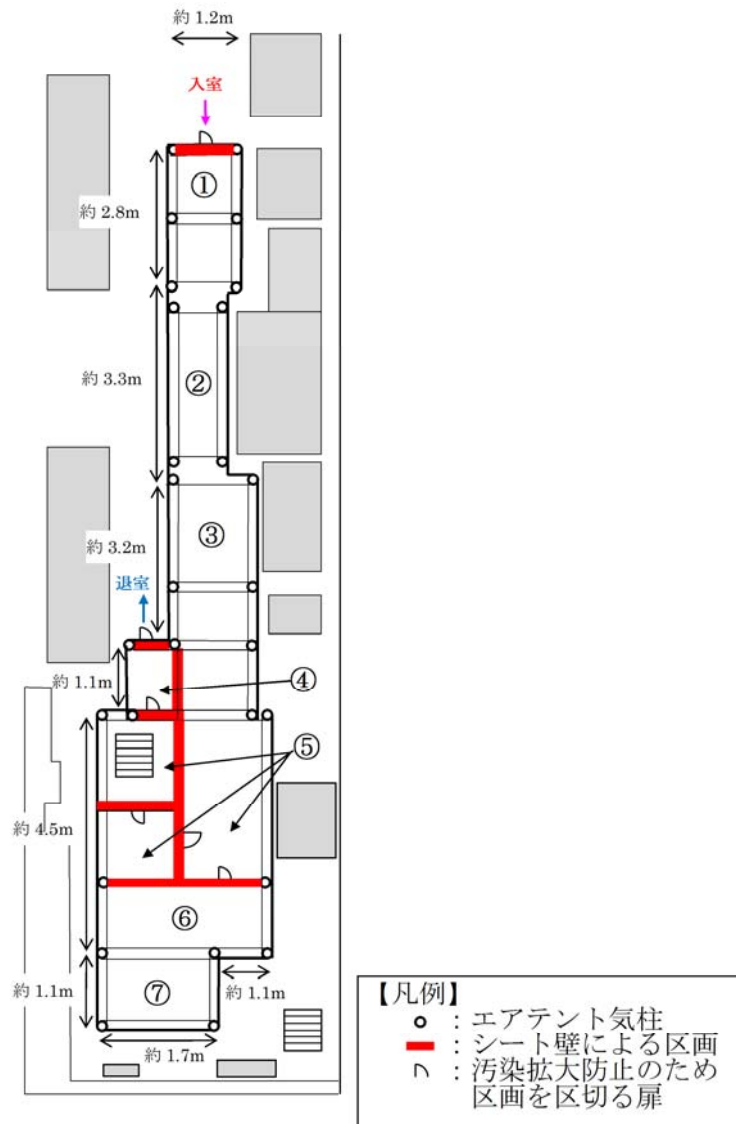 約 1.2m
入室
①
約 2.8m
②
約 3.3m
③
約 3.2m
退室
④
約 1.1m
⑤
約 4.5m
⑥
⑦
約 1.1m
約 1.1m
約 1.7m
【凡例】
：エアテント気柱
：シート壁による区画
：汚染拡大防止のため
区画を区切る扉